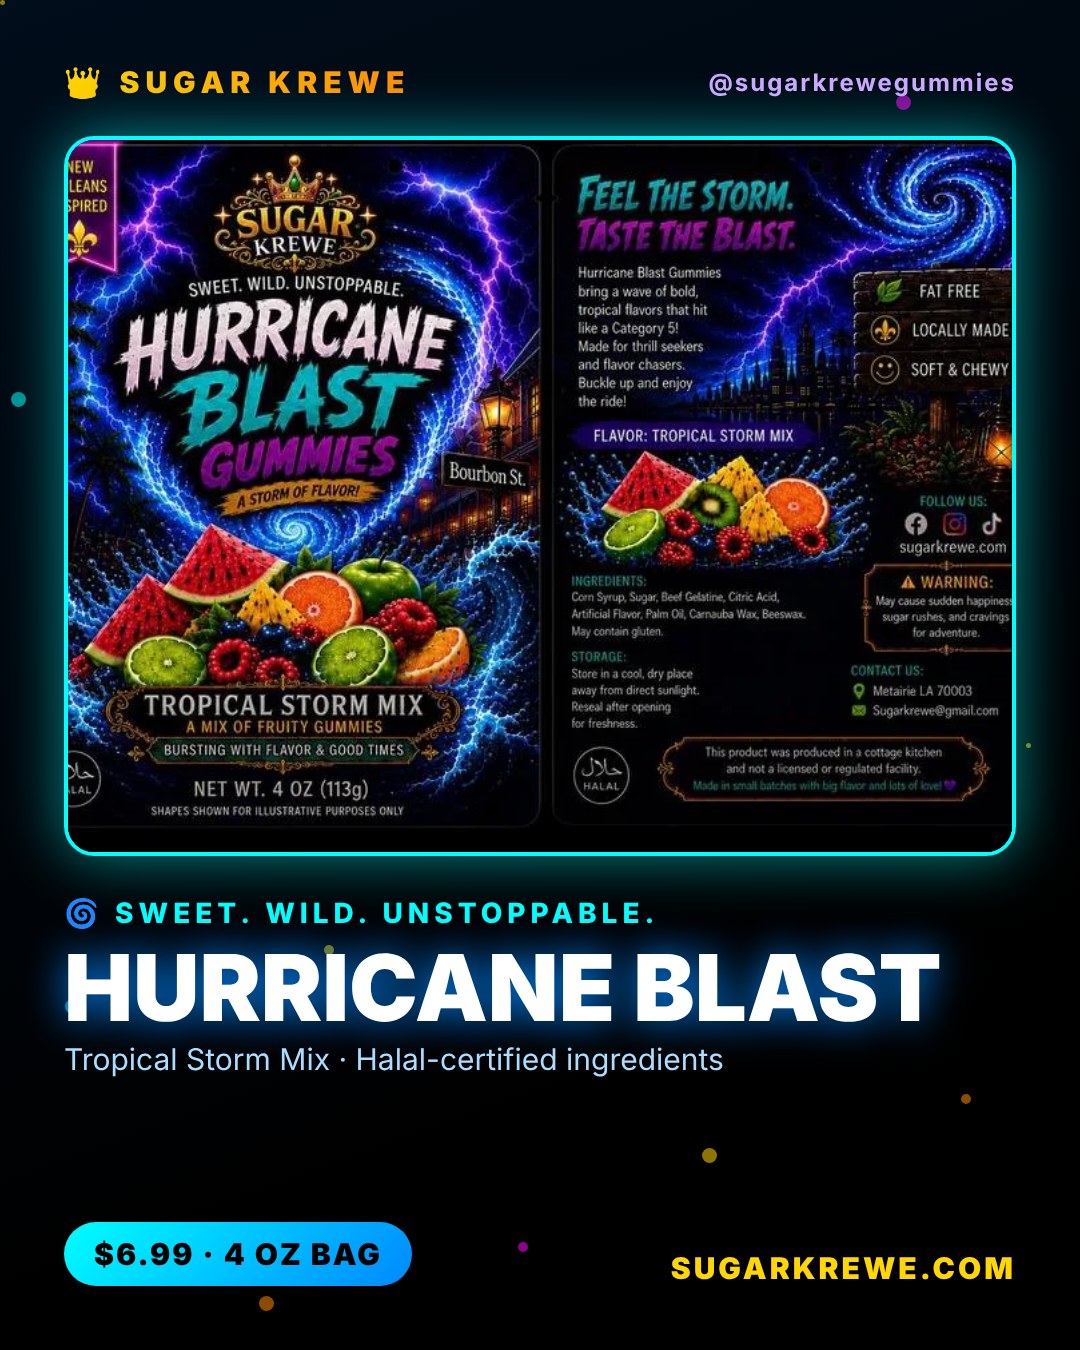 SUGAR KREWE
@sugarkrewegummies
NEW
LEANS
SPIRED
SUGAR
KREWE
SWEET. WILD. UNSTOPPABLE.
HURRICANE
BLAST
GUMMIES
A STORM OF FLAVOR!
Bourbon St.
TROPICAL STORM MIX
A MIX OF FRUITY GUMMIES
BURSTING WITH FLAVOR & GOOD TIMES
حلال
ALAL
NET WT. 4 OZ (113g)
SHAPES SHOWN FOR ILLUSTRATIVE PURPOSES ONLY
FEEL THE STORM.
TASTE THE BLAST.
Hurricane Blast Gummies
bring a wave of bold,
tropical flavors that hit
like a Category 5!
Made for thrill seekers
and flavor chasers.
Buckle up and enjoy
the ride!
FAT FREE
LOCALLY MADE
SOFT & CHEWY
FLAVOR: TROPICAL STORM MIX
FOLLOW US:
sugarkrewe.com
INGREDIENTS:
Corn Syrup, Sugar, Beef Gelatine, Citric Acid,
Artificial Flavor, Palm Oil, Carnauba Wax, Beeswax.
May contain gluten.
WARNING:
May cause sudden happiness
sugar rushes, and cravings
for adventure.
STORAGE:
Store in a cool, dry place
away from direct sunlight.
Reseal after opening
for freshness.
CONTACT US:
Metairie LA 70003
Sugarkrewe@gmail.com
حلال
HALAL
This product was produced in a cottage kitchen
and not a licensed or regulated facility.
Made in small batches with big flavor and lots of love!
SWEET. WILD. UNSTOPPABLE.
HURRICANE BLAST
Tropical Storm Mix · Halal-certified ingredients
$6.99 · 4 OZ BAG
SUGARKREWE.COM